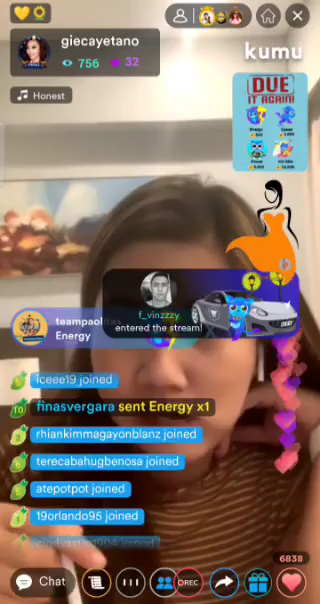 giecayetano
756
32
kumu
Honest
DUE
IT AGAIN!
f_vinzzzy
entered the stream!
Energy
iceee19 joined
10
finasvergara sent Energy x1
rhiankimmagayonblanz joined
terecabahugbenosa joined
atepotpot joined
19orlando95 joined
6838
Chat
REC